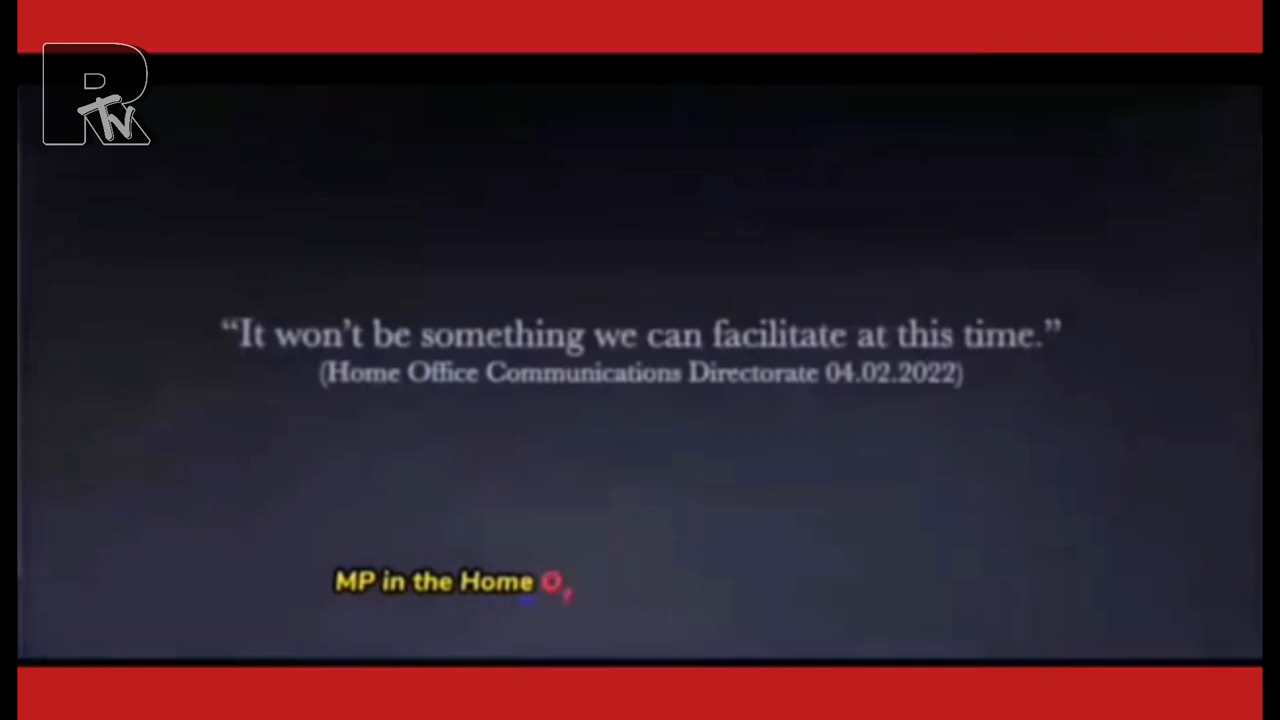 RTV
“It won’t be something we can facilitate at this time.”
(Home Office Communications Directorate 04.02.2022)
MP in the Home